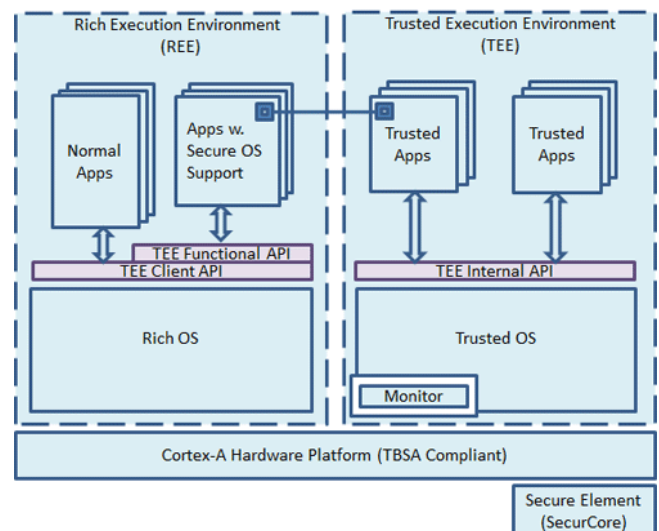 Rich Execution Environment
(REE)
Trusted Execution Environment
(TEE)
Normal
Apps
Apps w.
Secure OS
Support
Trusted
Apps
Trusted
Apps
TEE Functional API
TEE Client API
TEE Internal API
Rich OS
Trusted OS
Monitor
Cortex-A Hardware Platform (TBSA Compliant)
Secure Element
(SecurCore)